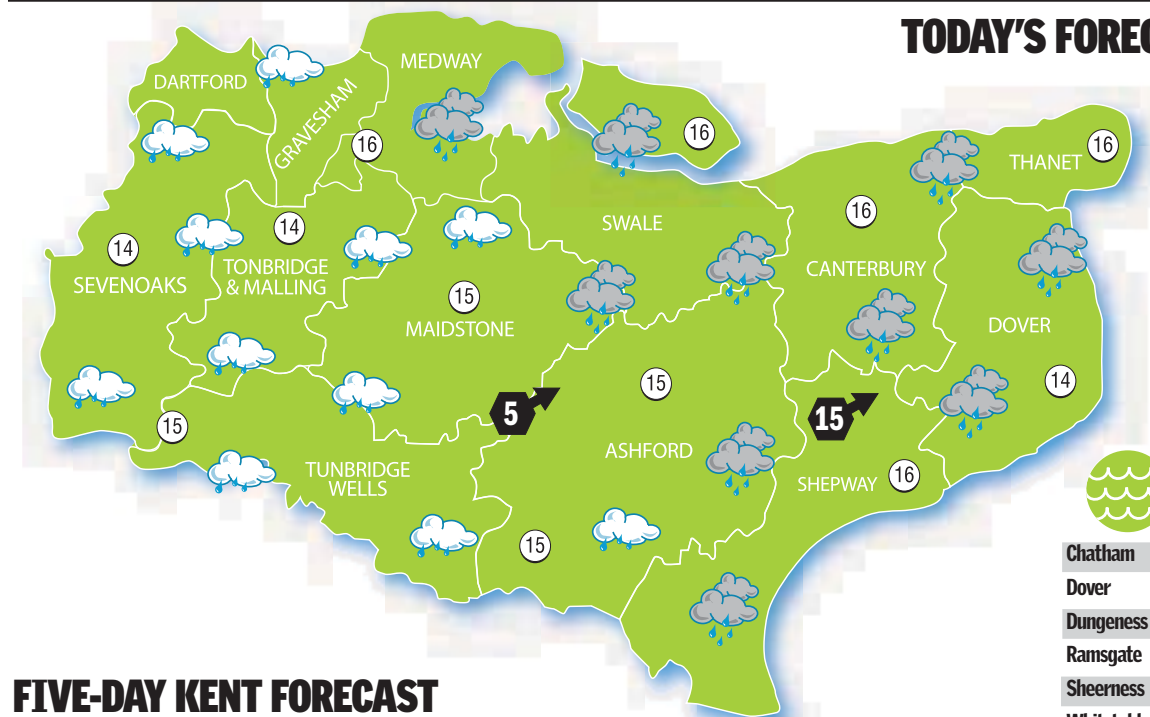 TODAY'S FOREC
MEDWAY
DARTFORD
GRAVESHAM
16
16
THANET
16
14
SEVENOAKS
14
TONBRIDGE
& MALLING
SWALE
16
CANTERBURY
15
MAIDSTONE
DOVER
14
5
15
15
15
TUNBRIDGE
WELLS
ASHFORD
SHEPWAY
16
15
Chatham
Dover
Dungeness
Ramsgate
Sheerness
FIVE-DAY KENT FORECAST